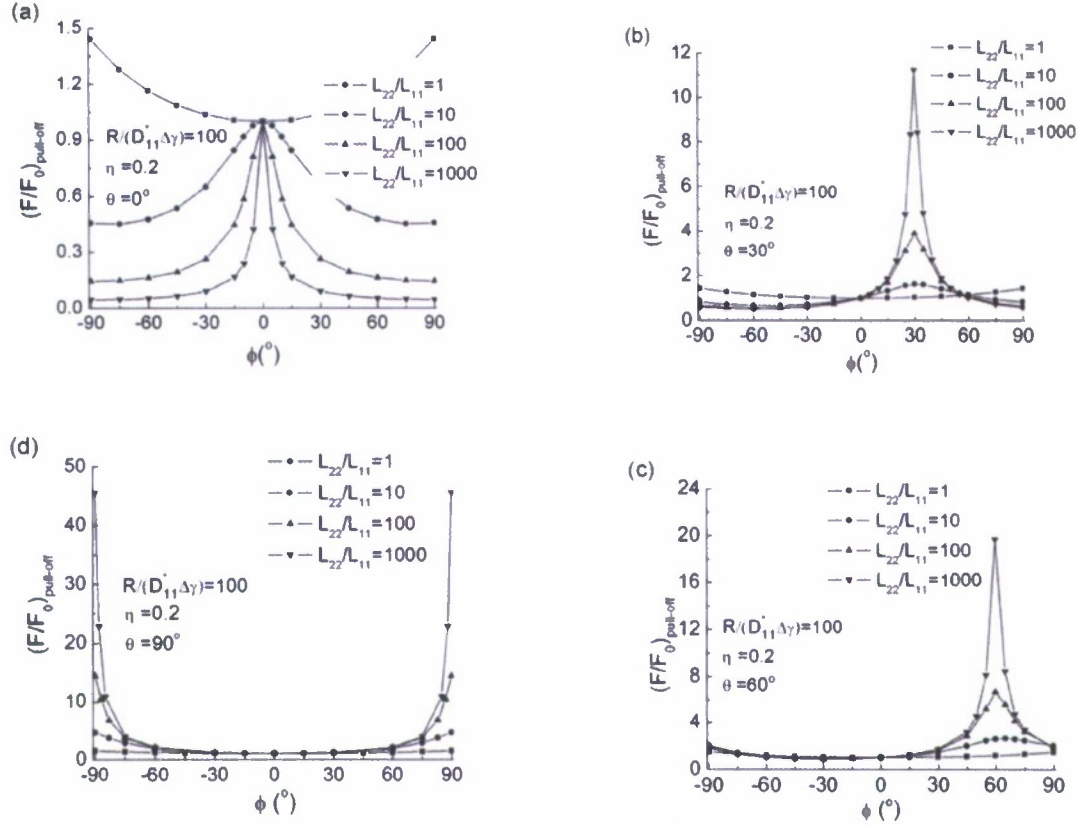 (a)
1.5
1.2
0.9
0.6
0.3
0.0
(F/F₀)pull-off
R/(D*₁₁Δγ)=100
η =0.2
θ =0°
L₂₂/L₁₁=1
L₂₂/L₁₁=10
L₂₂/L₁₁=100
L₂₂/L₁₁=1000
-90 -60 -30 0 30 60 90
ϕ(°)
(b)
12
10
8
6
4
2
0
(F/F₀)pull-off
R/(D*₁₁Δγ)=100
η =0.2
θ =30°
L₂₂/L₁₁=1
L₂₂/L₁₁=10
L₂₂/L₁₁=100
L₂₂/L₁₁=1000
-90 -60 -30 0 30 60 90
ϕ(°)
(d)
50
40
30
20
10
0
(F/F₀)pull-off
L₂₂/L₁₁=1
L₂₂/L₁₁=10
L₂₂/L₁₁=100
L₂₂/L₁₁=1000
R/(D*₁₁Δγ)=100
η =0.2
θ =90°
-90 -60 -30 0 30 60 90
ϕ (°)
(c)
24
20
16
12
8
4
0
(F/F₀)pull-off
L₂₂/L₁₁=1
L₂₂/L₁₁=10
L₂₂/L₁₁=100
L₂₂/L₁₁=1000
R/(D*₁₁Δγ)=100
η =0.2
θ =60°
-90 -60 -30 0 30 60 90
ϕ (°)